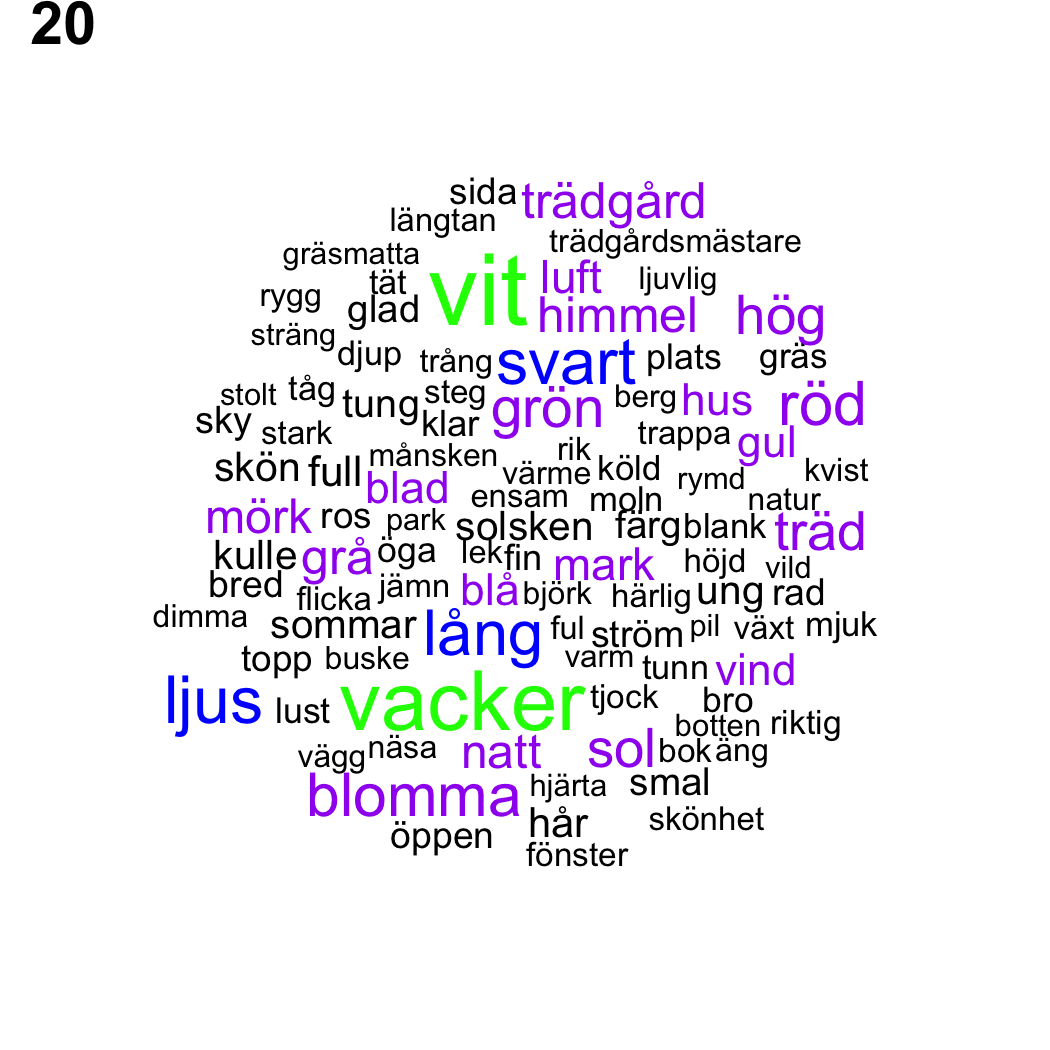 20
sida trädgård
längtan
gräsmatta trädgårdsmästare
tät vit luft ljuvlig
rygg glad himmel hög
sträng
djup trång svart plats gräs
stolt tåg tung steg grön berg hus röd
sky stark klar trappa gul
månsken rik
skön full värme köld rymd kvist
blad ensam moln natur
mörk ros park solsken färg blank träd
kulle grå öga lek fin mark höjd vild
bred flicka jämn blå björk härlig ung rad
dimma sommar lång ful ström pil växt mjuk
topp buske varm tunn vind
ljus lust vacker tjock bro
botten riktig
vägg näsa natt sol bok äng
blomma hjärta smal
öppen hår skönhet
fönster